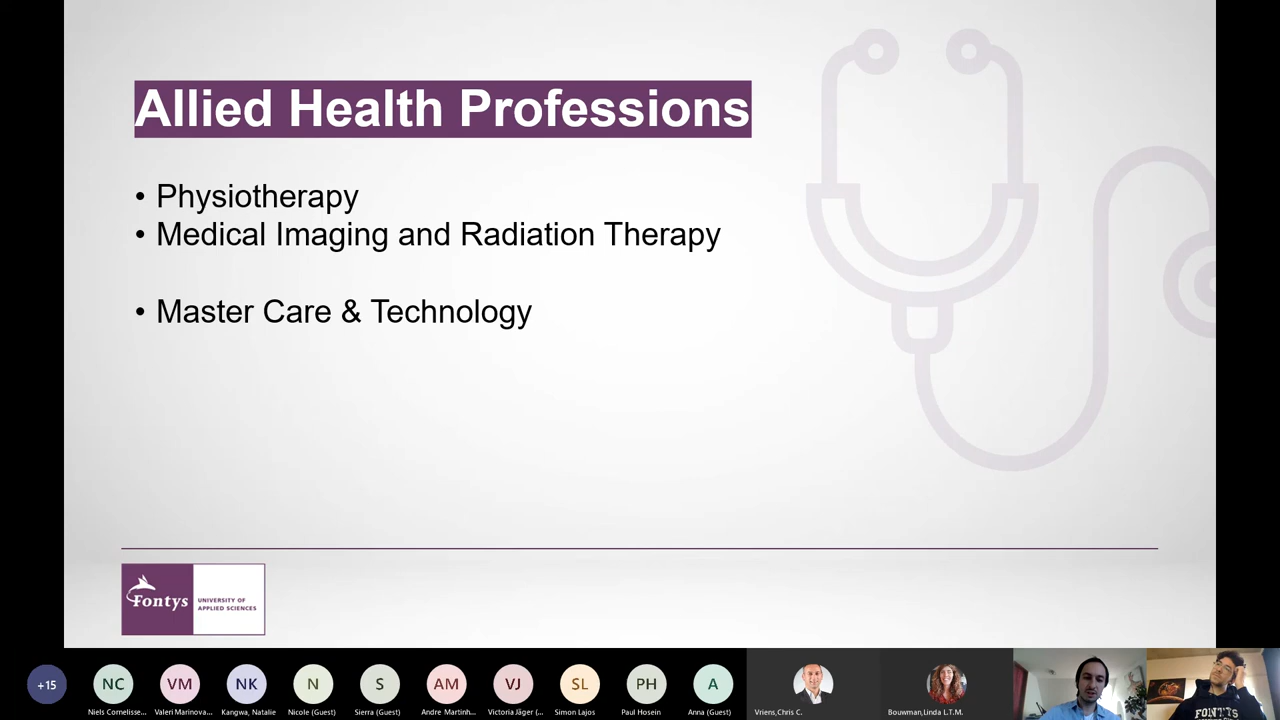 Allied Health Professions
• Physiotherapy
• Medical Imaging and Radiation Therapy
• Master Care & Technology
Fontys
UNIVERSITY OF
APPLIED SCIENCES
+15
NC
VM
NK
N
S
AM
VJ
SL
PH
A
Niels Cornelisse...
Valeri Marinova...
Kangwa, Natalie
Nicole (Guest)
Sierra (Guest)
Andre Martinh...
Victoria Jäger (...
Simon Lajos
Paul Hosein
Anna (Guest)
Vriens,Chris C.
Bouwman,Linda L.T.M.
FONTYS